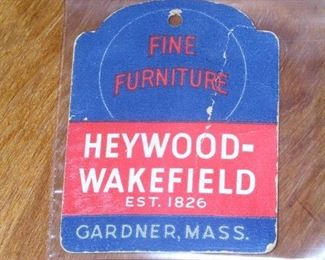 FINE
FURNITURE
HEYWOOD-
WAKEFIELD
EST. 1826
GARDNER, MASS.